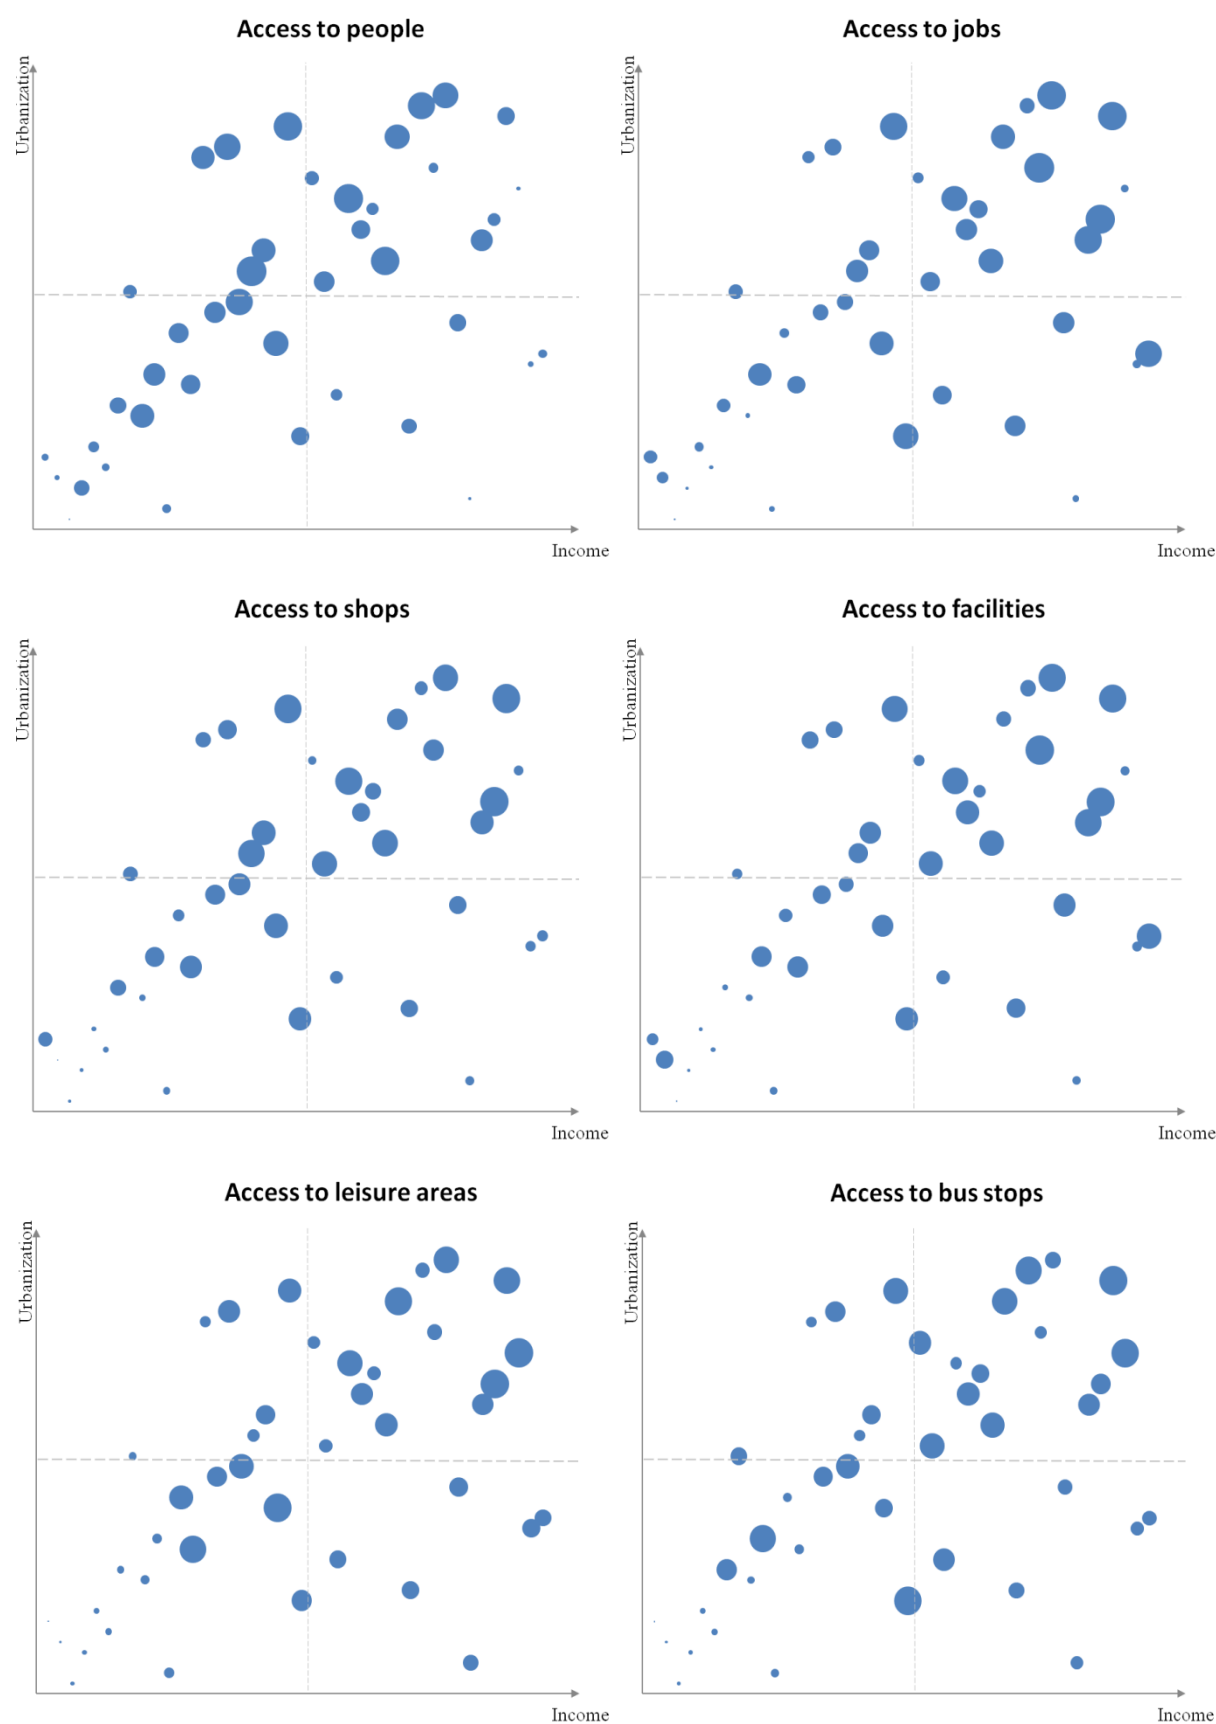 Access to people
Access to jobs
Urbanization
Urbanization
Income
Income
Access to shops
Access to facilities
Urbanization
Urbanization
Income
Income
Access to leisure areas
Access to bus stops
Urbanization
Urbanization
Income
Income